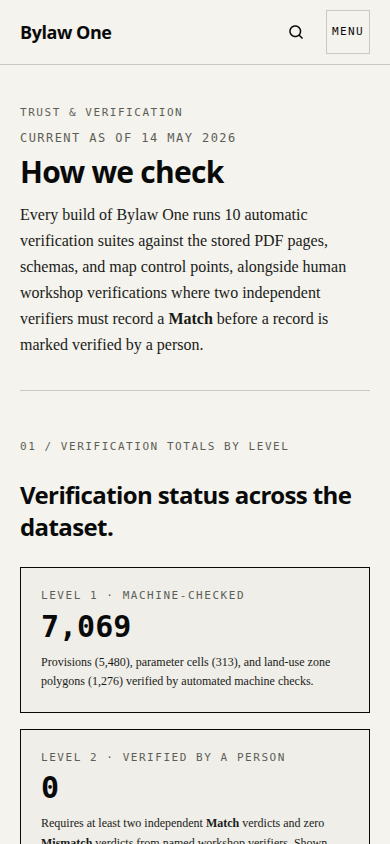 Bylaw One
MENU
TRUST & VERIFICATION
CURRENT AS OF 14 MAY 2026
How we check
Every build of Bylaw One runs 10 automatic
verification suites against the stored PDF pages,
schemas, and map control points, alongside human
workshop verifications where two independent
verifiers must record a Match before a record is
marked verified by a person.
01 / VERIFICATION TOTALS BY LEVEL
Verification status across the
dataset.
LEVEL 1 · MACHINE-CHECKED
7,069
Provisions (5,480), parameter cells (313), and land-use zone
polygons (1,276) verified by automated machine checks.
LEVEL 2 · VERIFIED BY A PERSON
0
Requires at least two independent Match verdicts and zero
Mismatch verdicts from named workshop verifiers. Shown